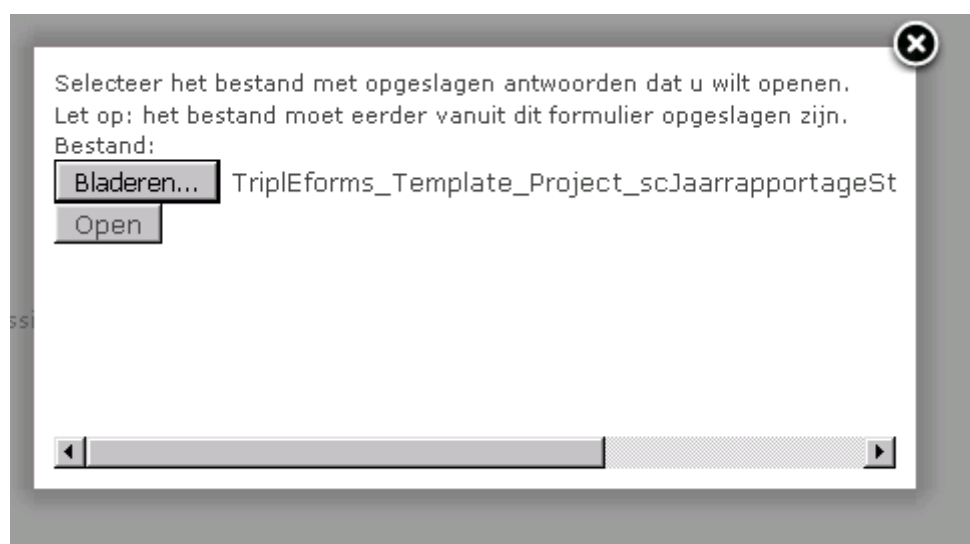 Selecteer het bestand met opgeslagen antwoorden dat u wilt openen.
Let op: het bestand moet eerder vanuit dit formulier opgeslagen zijn.
Bestand:
Bladeren... TriplEforms_Template_Project_scJaarrapportageSt
Open
ssi